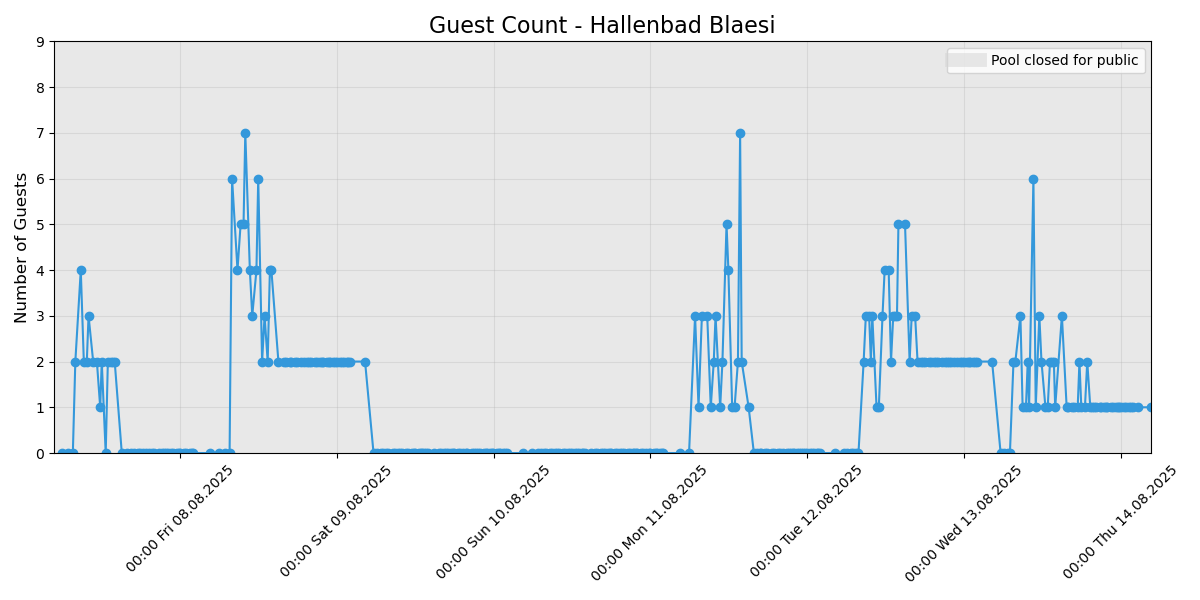 Guest Count - Hallenbad Blaesi
Pool closed for public
Number of Guests
9
8
7
6
5
4
3
2
1
0
00:00 Fri 08.08.2025
00:00 Sat 09.08.2025
00:00 Sun 10.08.2025
00:00 Mon 11.08.2025
00:00 Tue 12.08.2025
00:00 Wed 13.08.2025
00:00 Thu 14.08.2025